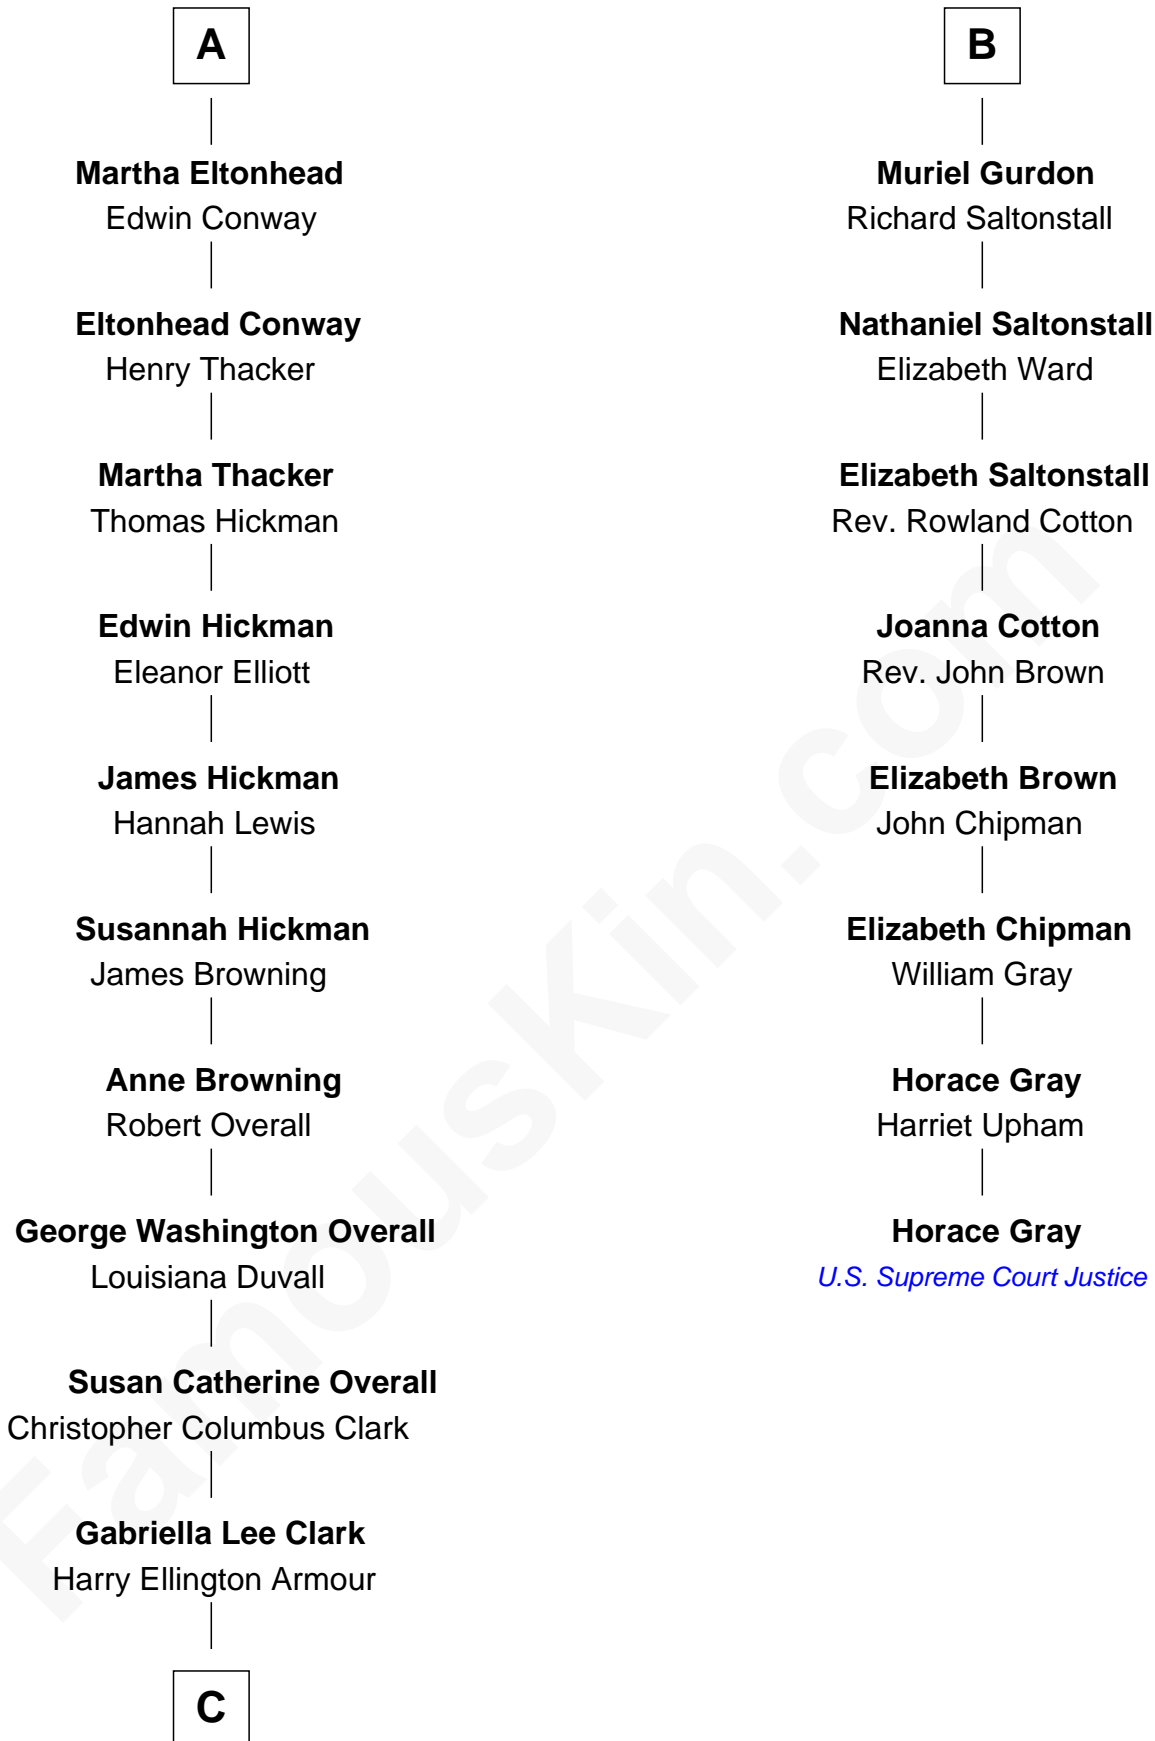 A
Martha Eltonhead
Edwin Conway
Eltonhead Conway
Henry Thacker
Martha Thacker
Thomas Hickman
Edwin Hickman
Eleanor Elliott
James Hickman
Hannah Lewis
Susannah Hickman
James Browning
Anne Browning
Robert Overall
George Washington Overall
Louisiana Duvall
Susan Catherine Overall
Christopher Columbus Clark
Gabriella Lee Clark
Harry Ellington Armour
C
B
Muriel Gurdon
Richard Saltonstall
Nathaniel Saltonstall
Elizabeth Ward
Elizabeth Saltonstall
Rev. Rowland Cotton
Joanna Cotton
Rev. John Brown
Elizabeth Brown
John Chipman
Elizabeth Chipman
William Gray
Horace Gray
Harriet Upham
Horace Gray
U.S. Supreme Court Justice
FamousKin.com